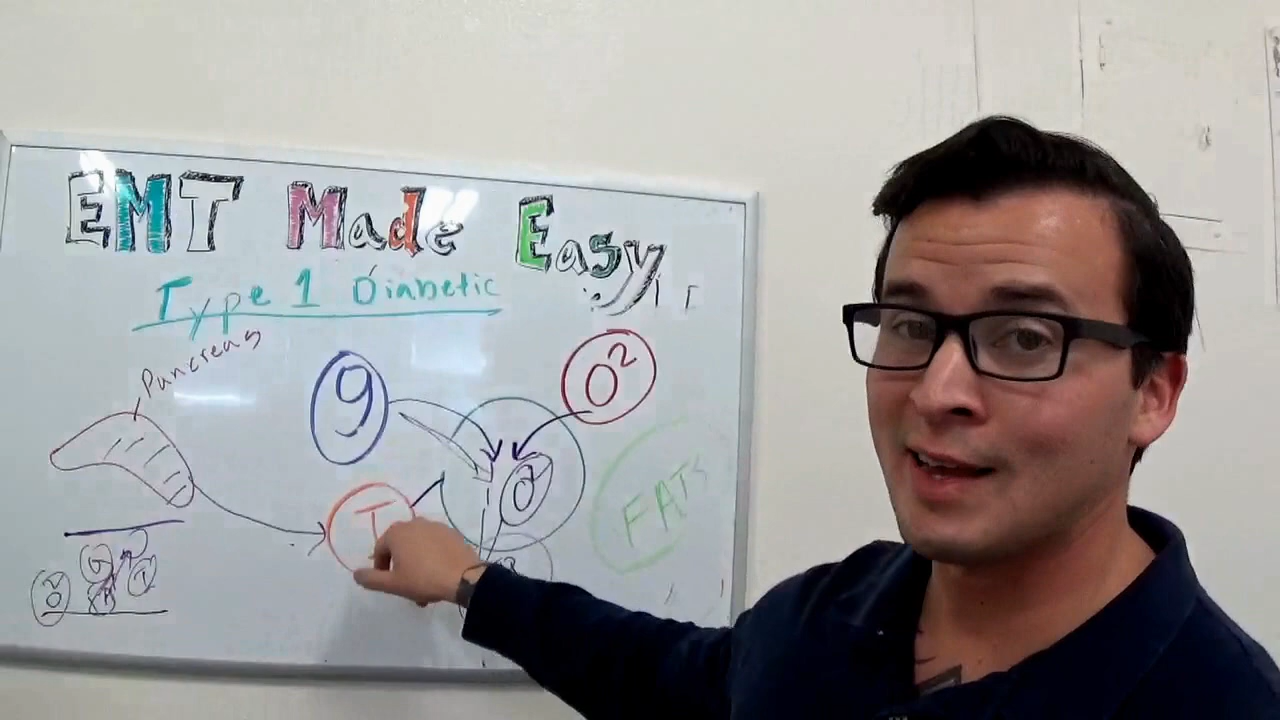 EMT Made Easy
Type 1 Diabetic
Pancreas
g
O²
I
FATS